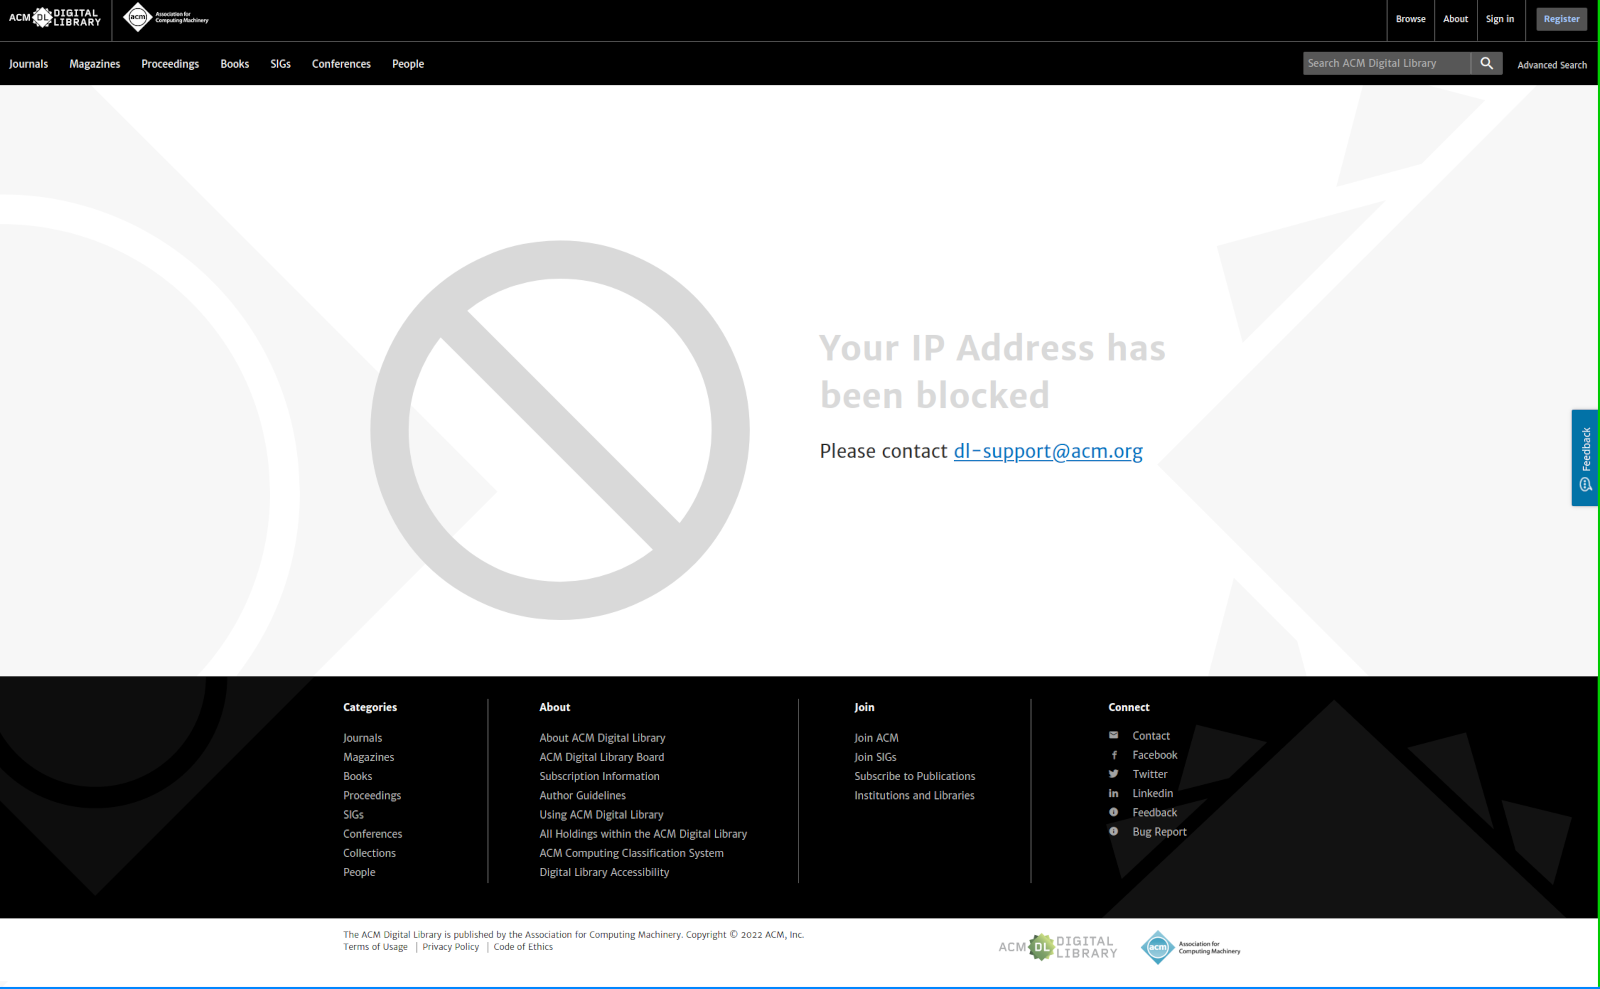 ACM DL DIGITAL LIBRARY
acm Association for Computing Machinery
Browse
About
Sign in
Register
Journals
Magazines
Proceedings
Books
SIGs
Conferences
People
Search ACM Digital Library
Advanced Search
Your IP Address has
been blocked
Please contact dl-support@acm.org
Feedback
Categories
Journals
Magazines
Books
Proceedings
SIGs
Conferences
Collections
People
About
About ACM Digital Library
ACM Digital Library Board
Subscription Information
Author Guidelines
Using ACM Digital Library
All Holdings within the ACM Digital Library
ACM Computing Classification System
Digital Library Accessibility
Join
Join ACM
Join SIGs
Subscribe to Publications
Institutions and Libraries
Connect
Contact
Facebook
Twitter
Linkedin
Feedback
Bug Report
The ACM Digital Library is published by the Association for Computing Machinery. Copyright © 2022 ACM, Inc.
Terms of Usage | Privacy Policy | Code of Ethics
ACM DL DIGITAL LIBRARY
acm Association for Computing Machinery